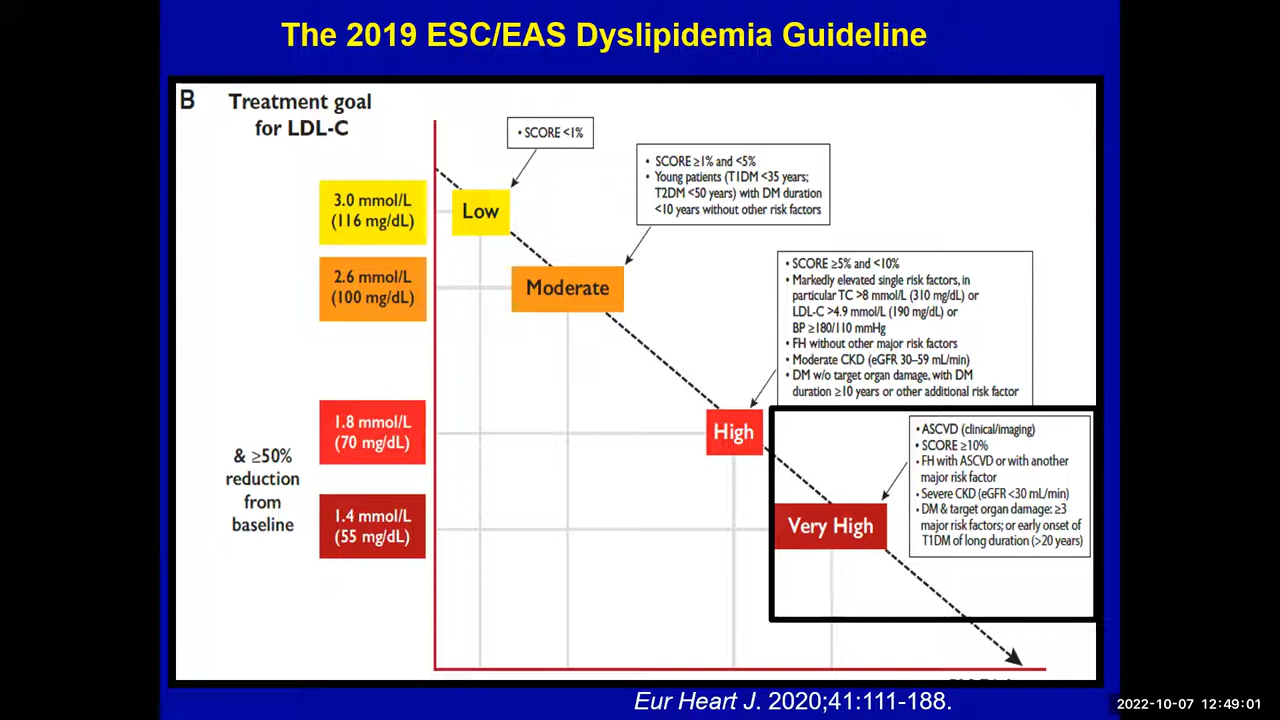 The 2019 ESC/EAS Dyslipidemia Guideline
B
Treatment goal
for LDL-C
• SCORE <1%
• SCORE ≥1% and <5%
• Young patients (T1DM <35 years;
T2DM <50 years) with DM duration
<10 years without other risk factors
3.0 mmol/L
(116 mg/dL)
Low
2.6 mmol/L
(100 mg/dL)
Moderate
• SCORE ≥5% and <10%
• Markedly elevated single risk factors, in
particular TC >8 mmol/L (310 mg/dL) or
LDL-C >4.9 mmol/L (190 mg/dL) or
BP ≥180/110 mmHg
• FH without other major risk factors
• Moderate CKD (eGFR 30–59 mL/min)
• DM w/o target organ damage, with DM
duration ≥10 years or other additional risk factor
1.8 mmol/L
(70 mg/dL)
High
& ≥50%
reduction
from
baseline
• ASCVD (clinical/imaging)
• SCORE ≥10%
• FH with ASCVD or with another
major risk factor
• Severe CKD (eGFR <30 mL/min)
• DM & target organ damage: ≥3
major risk factors; or early onset of
T1DM of long duration (>20 years)
1.4 mmol/L
(55 mg/dL)
Very High
Eur Heart J. 2020;41:111-188.
2022-10-07 12:49:01